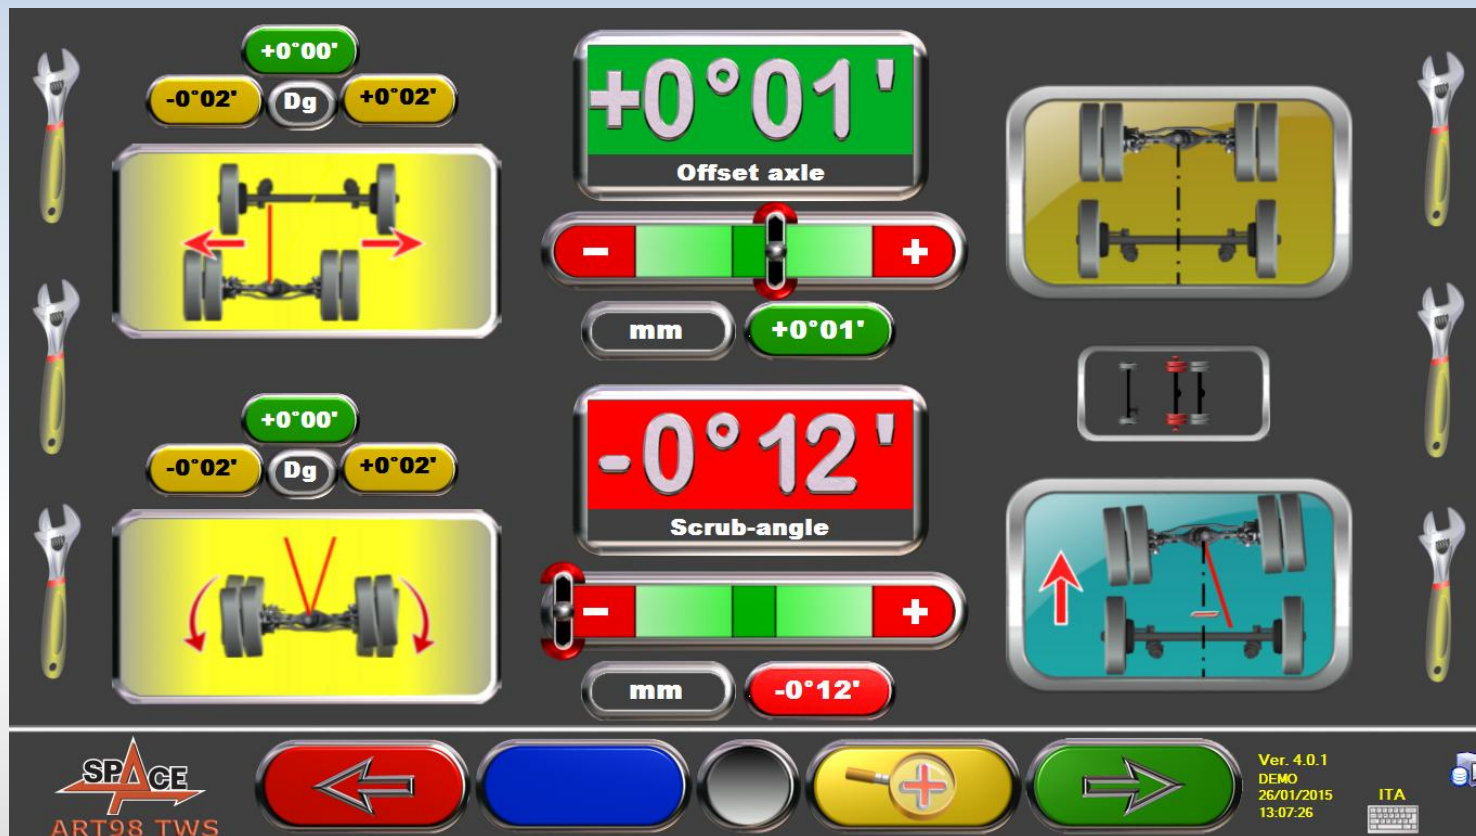 +0°00'
-0°02' Dg +0°02'
+0°01'
Offset axle
- +
mm +0°01'
+0°00'
-0°02' Dg +0°02'
-0°12'
Scrub-angle
- +
mm -0°12'
SPACE
ART98 TWS
Ver. 4.0.1
DEMO
26/01/2015
13:07:26
ITA